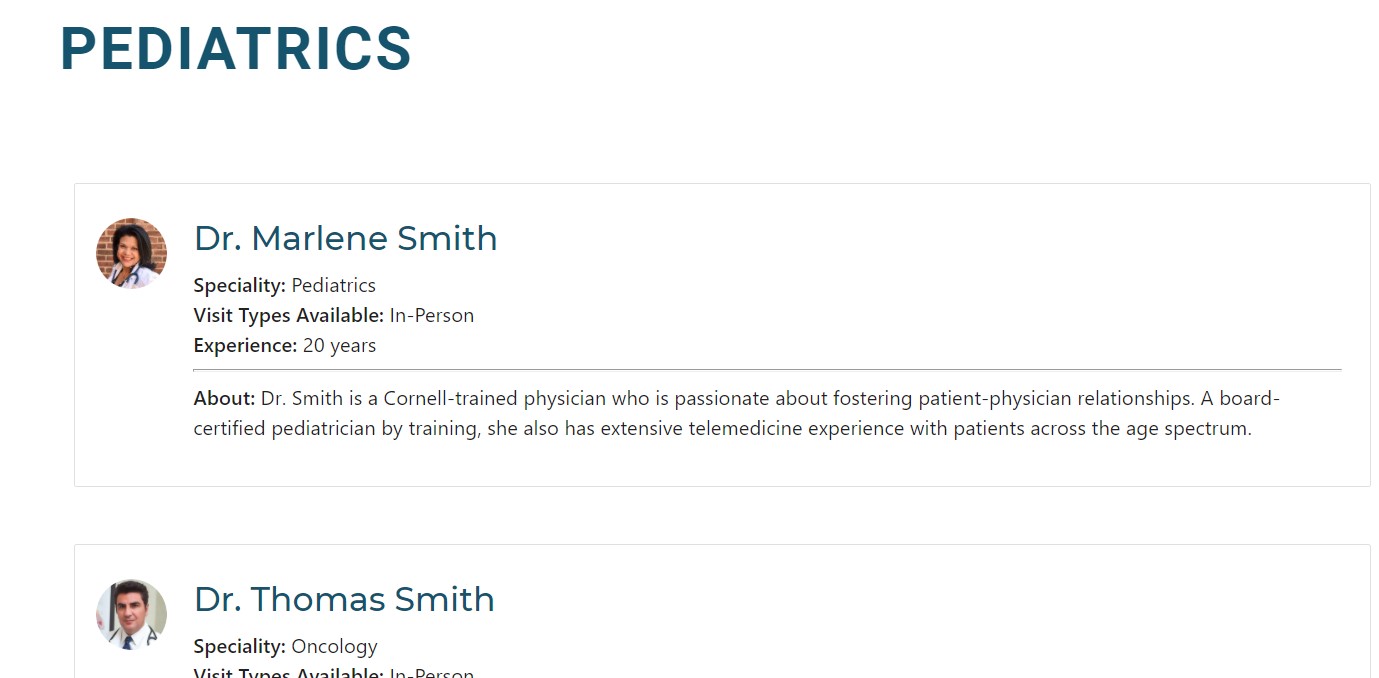 PEDIATRICS
Dr. Marlene Smith
Speciality: Pediatrics
Visit Types Available: In-Person
Experience: 20 years
About: Dr. Smith is a Cornell-trained physician who is passionate about fostering patient-physician relationships. A board-
certified pediatrician by training, she also has extensive telemedicine experience with patients across the age spectrum.
Dr. Thomas Smith
Speciality: Oncology
Visit Types Available: In-Person